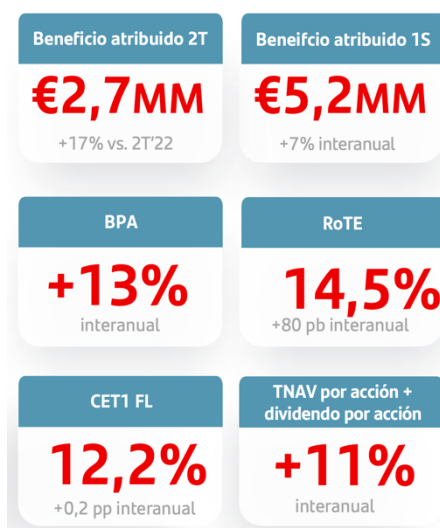 Beneficio atribuido 2T
€2,7MM
+17% vs. 2T'22
Beneifcio atribuido 1S
€5,2MM
+7% interanual
BPA
+13%
interanual
RoTE
14,5%
+80 pb interanual
CET1 FL
12,2%
+0,2 pp interanual
TNAV por acción +
dividendo por acción
+11%
interanual